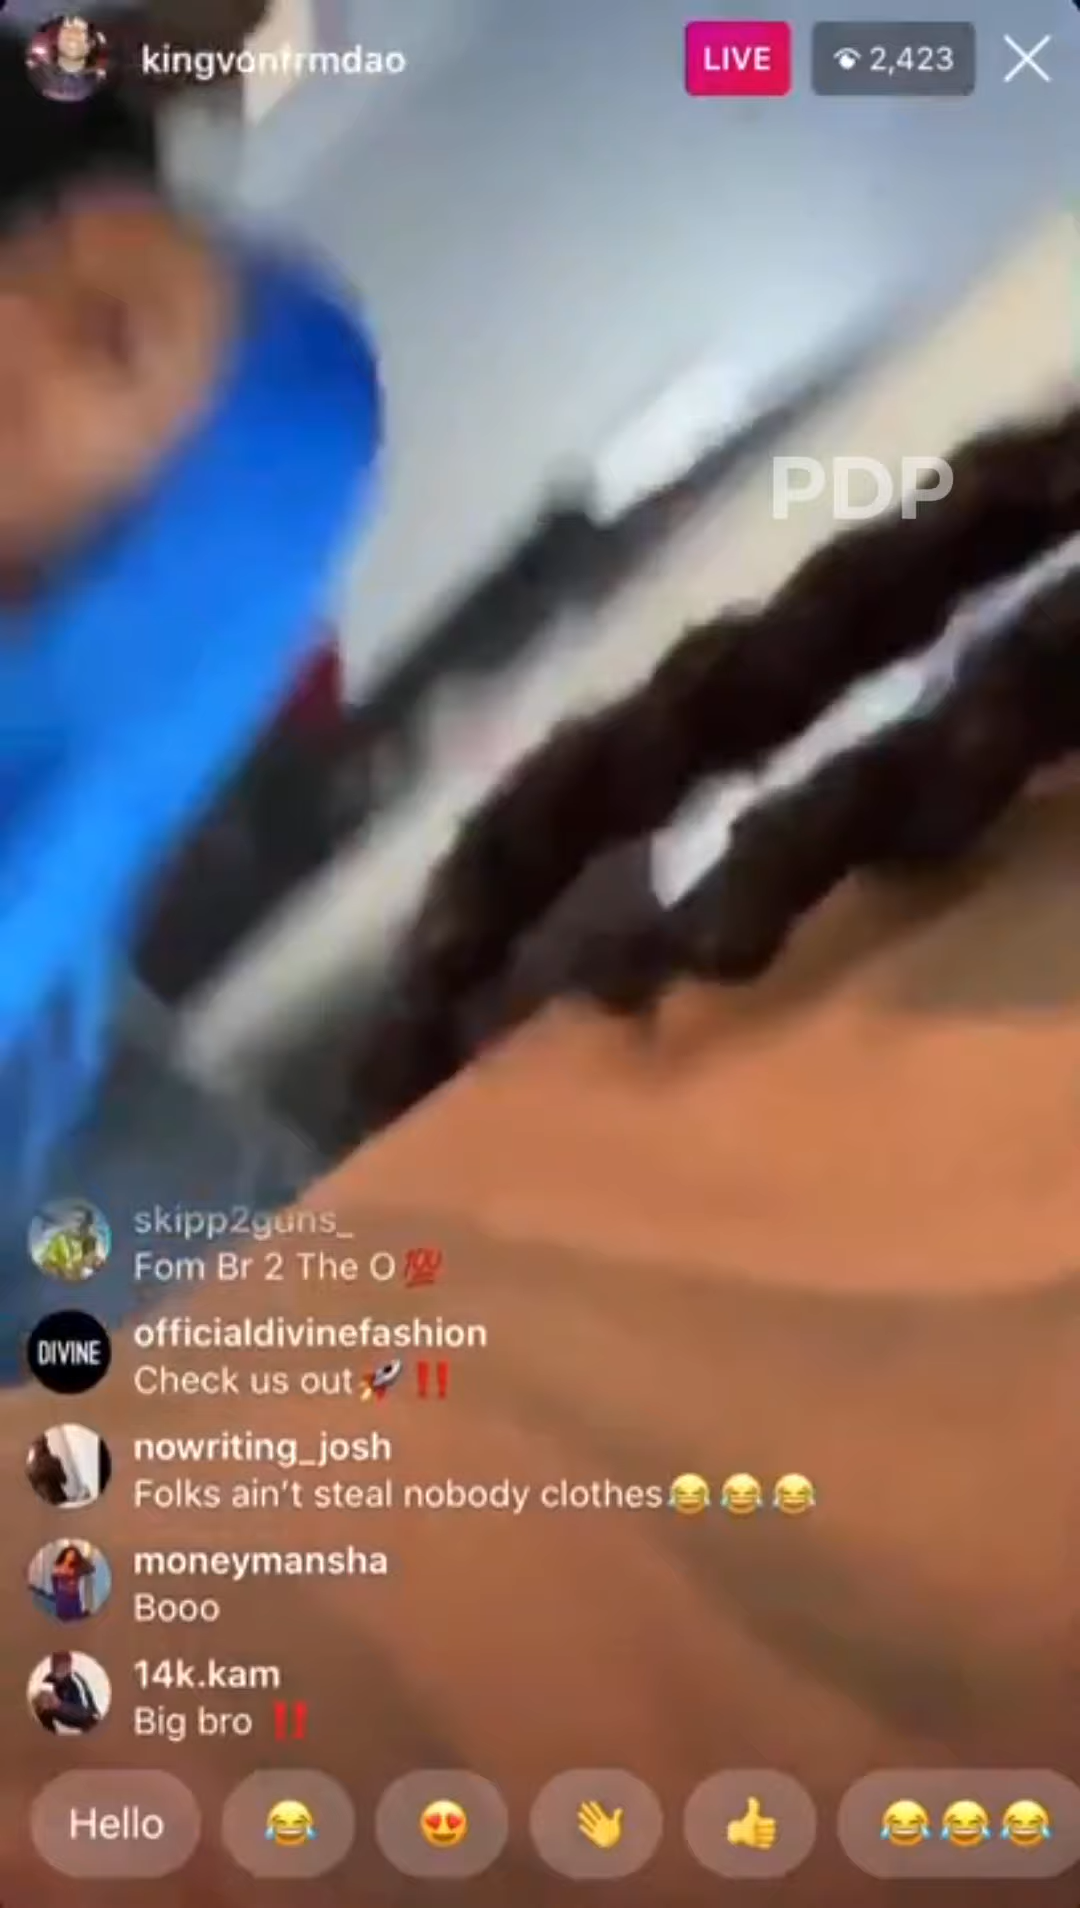 kingvonfrmdao
LIVE
2,423
PDP
skipp2guns_
Fom Br 2 The O💯
officialdivinefashion
DIVINE
Check us out🚀‼️
nowriting_josh
Folks ain't steal nobody clothes😂😂😂
moneymansha
Booo
14k.kam
Big bro ‼️
Hello 😂 😍 👋 👍 😂😂😂